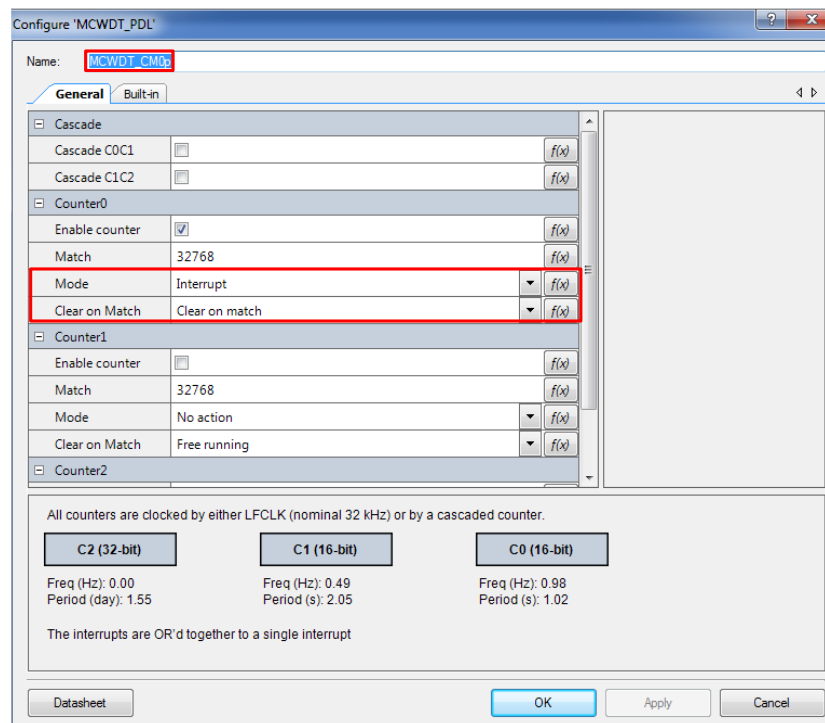 Configure 'MCWDT_PDL'
Name: MCWDT_CM0p
General Built-in
Cascade
Cascade C0C1 f(x)
Cascade C1C2 f(x)
Counter0
Enable counter f(x)
Match 32768 f(x)
Mode Interrupt f(x)
Clear on Match Clear on match f(x)
Counter1
Enable counter f(x)
Match 32768 f(x)
Mode No action f(x)
Clear on Match Free running f(x)
Counter2
All counters are clocked by either LFCLK (nominal 32 kHz) or by a cascaded counter.
C2 (32-bit) C1 (16-bit) C0 (16-bit)
Freq (Hz): 0.00 Freq (Hz): 0.49 Freq (Hz): 0.98
Period (day): 1.55 Period (s): 2.05 Period (s): 1.02
The interrupts are OR'd together to a single interrupt
Datasheet OK Apply Cancel